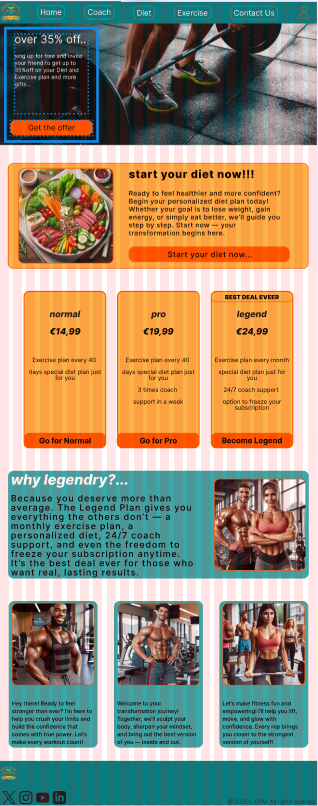 Home
Coach
Diet
Exercise
Contact Us
over 35% off..
ing up for free and invite
your friend to get up to
35%off on your Diet and
Exercise plan and more
gifts...
Get the offer
start your diet now!!!
Ready to feel healthier and more confident?
Begin your personalized diet plan today!
Whether your goal is to lose weight, gain
energy, or simply eat better, we'll guide you
step by step. Start now — your
transformation begins here.
Start your diet now...
normal
€14,99
Exercise plan every 40
days special diet plan just
for you
Go for Normal
pro
€19,99
Exercise plan every 40
days special diet plan just
for you
3 times coach
support in a week
Go for Pro
BEST DEAL EVEER
legend
€24,99
Exercise plan every month
special diet plan just for
you
24/7 coach support
option to freeze your
subscription
Become Legend
why legendry?...
Because you deserve more than
average. The Legend Plan gives you
everything the others don't — a
monthly exercise plan, a
personalized diet, 24/7 coach
support, and even the freedom to
freeze your subscription anytime.
It's the best deal ever for those who
want real, lasting results.
Hey there! Ready to feel
stronger than ever? I'm here to
help you crush your limits and
build the confidence that
comes with true power. Let's
make every workout count!
Welcome to your
transformation journey!
Together, we'll sculpt your
body, sharpen your mindset,
and bring out the best version
of you — inside and out.
Let's make fitness fun and
empowering! I'll help you lift,
move, and glow with
confidence. Every rep brings
you closer to the strongest
version of yourself!
GYM. All rights reserved